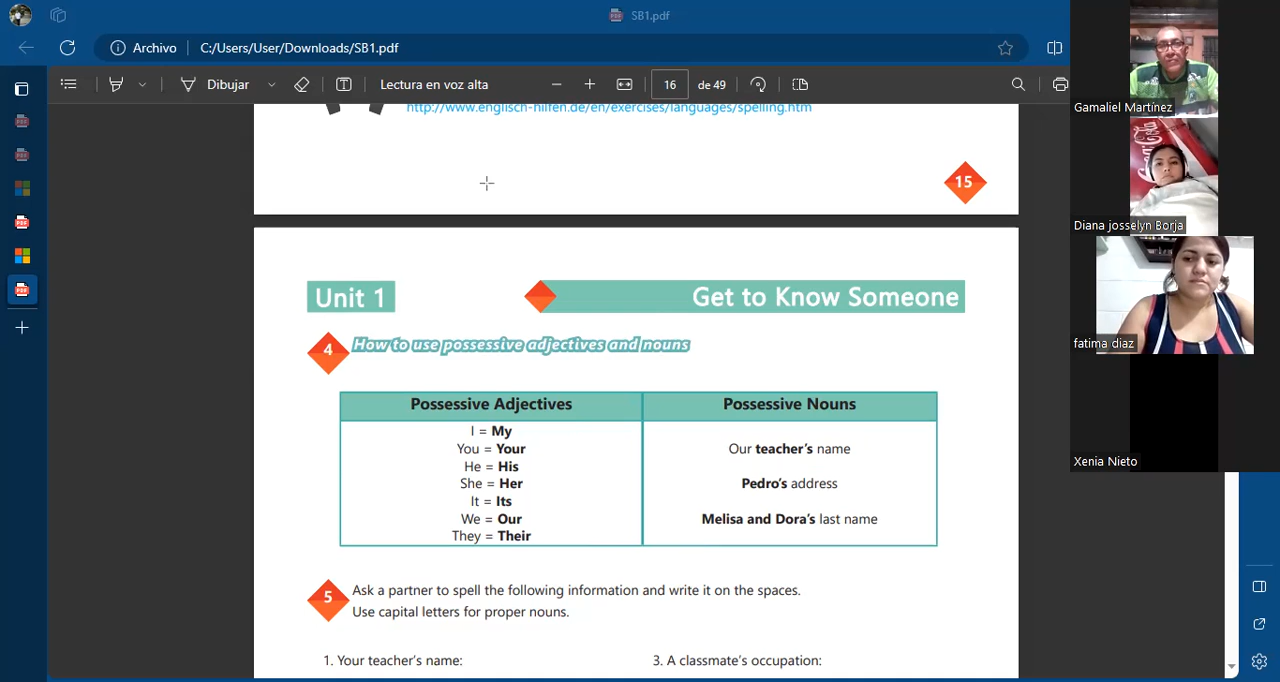 SB1.pdf
Archivo
C:/Users/User/Downloads/SB1.pdf
Dibujar
Lectura en voz alta
16
de 49
http://www.englisch-hilfen.de/en/exercises/languages/spelling.htm
15
Unit 1
Get to Know Someone
4
How to use possessive adjectives and nouns
Possessive Adjectives
I = My
You = Your
He = His
She = Her
It = Its
We = Our
They = Their
Possessive Nouns
Our teacher's name
Pedro's address
Melisa and Dora's last name
5
Ask a partner to spell the following information and write it on the spaces.
Use capital letters for proper nouns.
1. Your teacher's name:
3. A classmate's occupation:
Gamaliel Martínez
Diana josselyn Borja
fatima diaz
Xenia Nieto